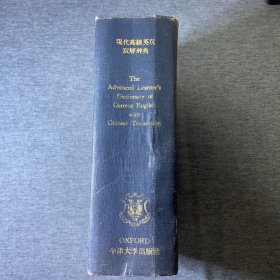 現代高級英漢
雙解辭典
The
Advanced Learner's
Dictionary of
Current English
with
Chinese Translation
OXFORD
牛津大学出版社